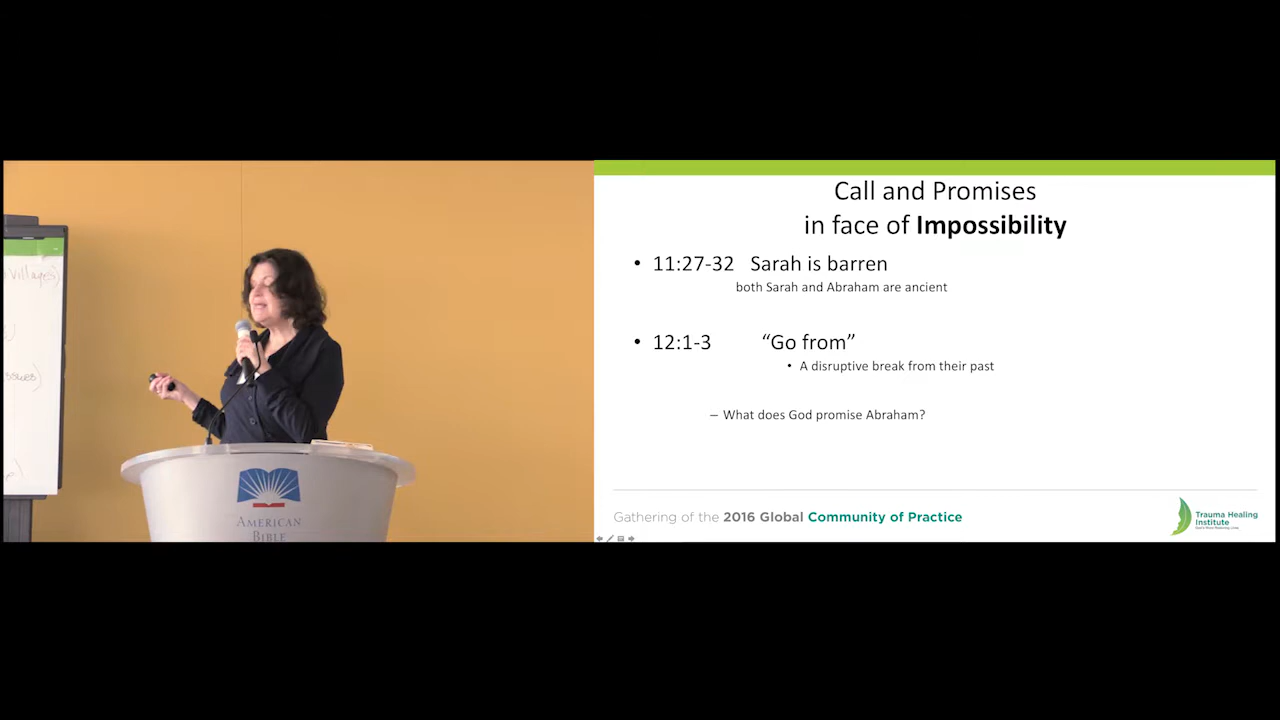 Villages)
AMERICAN
BIBLE
Call and Promises
in face of Impossibility
• 11:27-32 Sarah is barren
both Sarah and Abraham are ancient
• 12:1-3 “Go from”
• A disruptive break from their past
– What does God promise Abraham?
Gathering of the 2016 Global Community of Practice
Trauma Healing
Institute